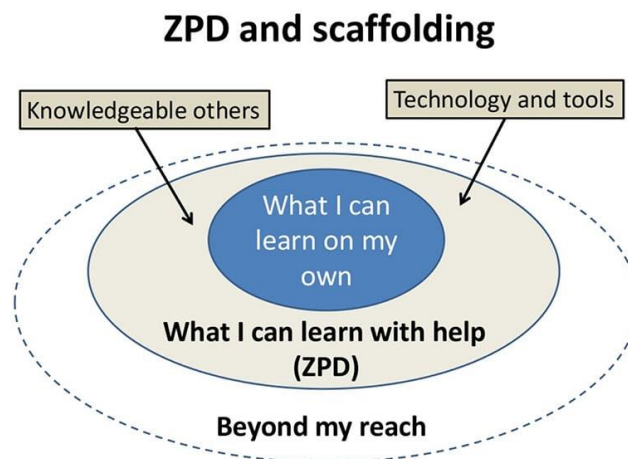 ZPD and scaffolding
Knowledgeable others
Technology and tools
What I can
learn on my
own
What I can learn with help
(ZPD)
Beyond my reach